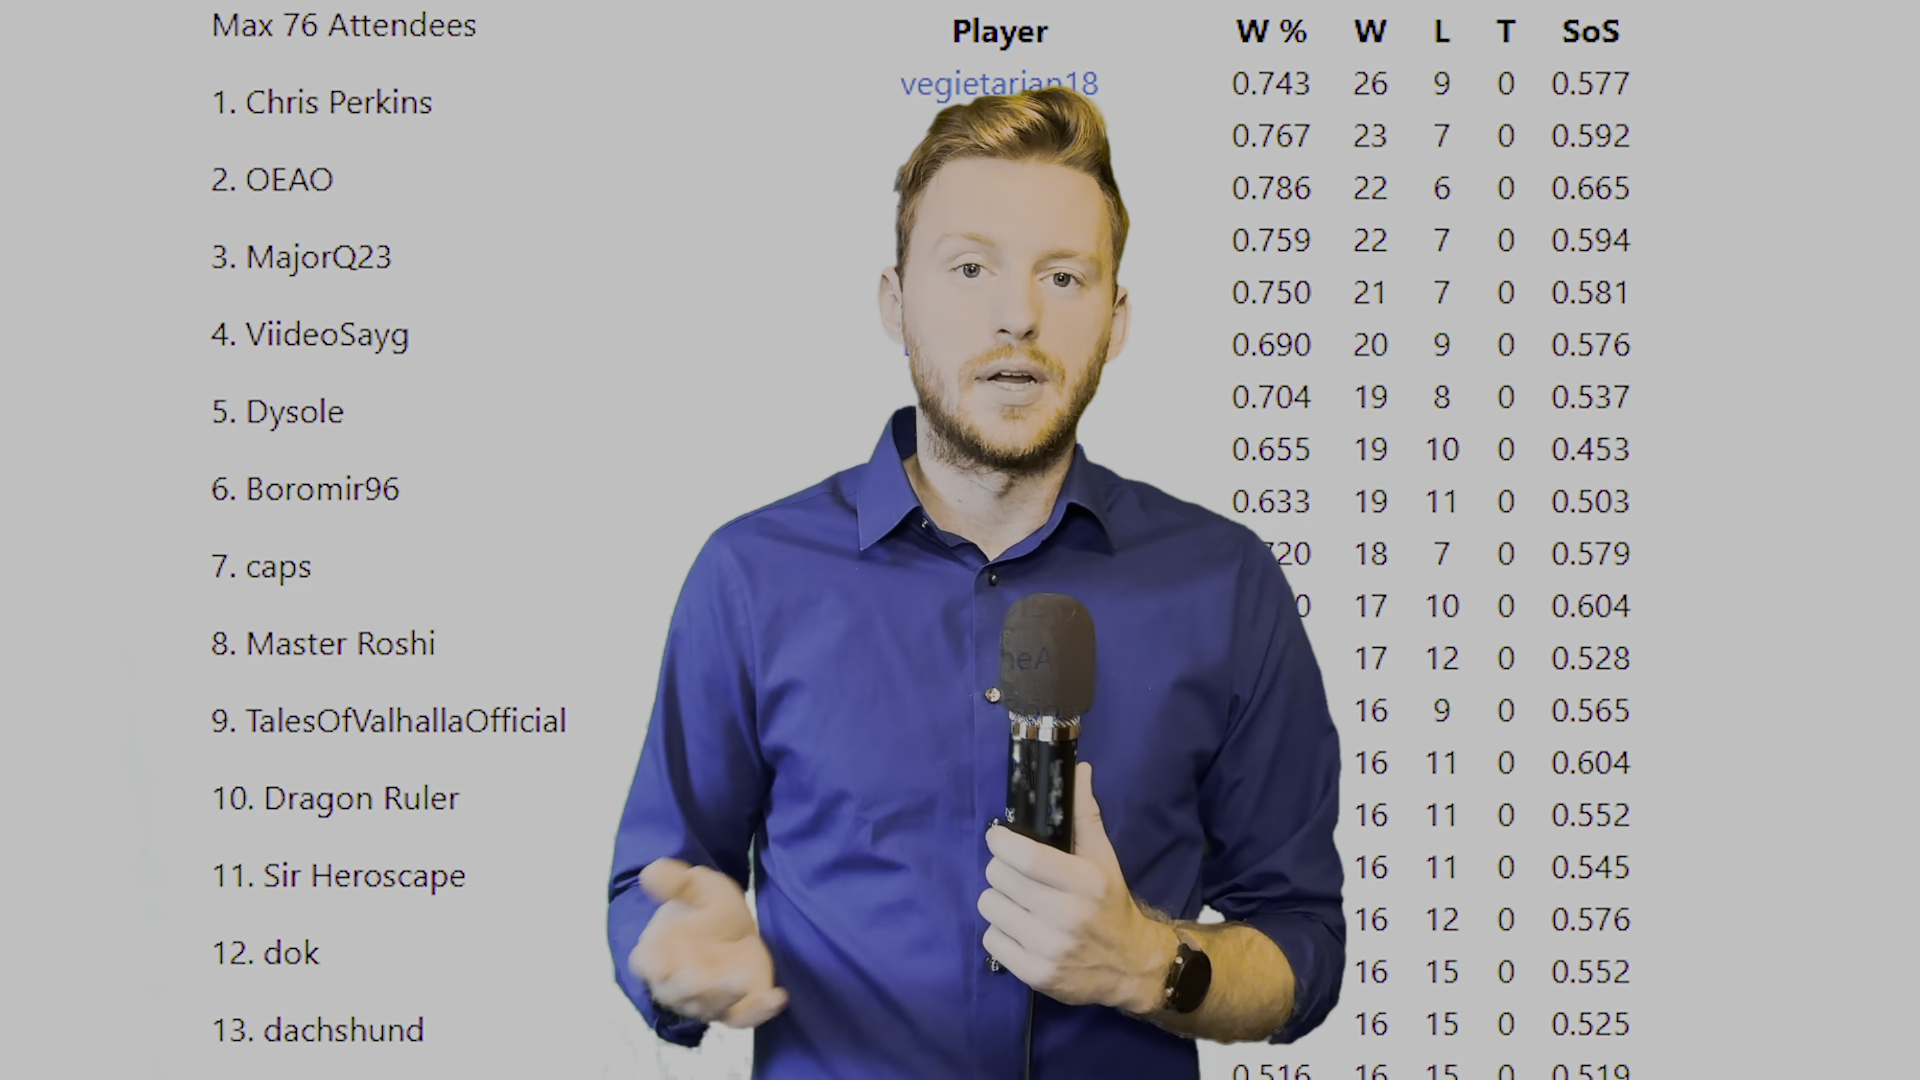 Max 76 Attendees
1. Chris Perkins
2. OEAO
3. MajorQ23
4. ViideoSayg
5. Dysole
6. Boromir96
7. caps
8. Master Roshi
9. TalesOfValhallaOfficial
10. Dragon Ruler
11. Sir Heroscape
12. dok
13. dachshund
Player W % W L T SoS
vegietarian18 0.743 26 9 0 0.577
0.767 23 7 0 0.592
0.786 22 6 0 0.665
0.759 22 7 0 0.594
0.750 21 7 0 0.581
0.690 20 9 0 0.576
0.704 19 8 0 0.537
0.655 19 10 0 0.453
0.633 19 11 0 0.503
18 7 0 0.579
17 10 0 0.604
17 12 0 0.528
16 9 0 0.565
16 11 0 0.604
16 11 0 0.552
16 11 0 0.545
16 12 0 0.576
16 15 0 0.552
16 15 0 0.525
0.516 16 15 0 0.519